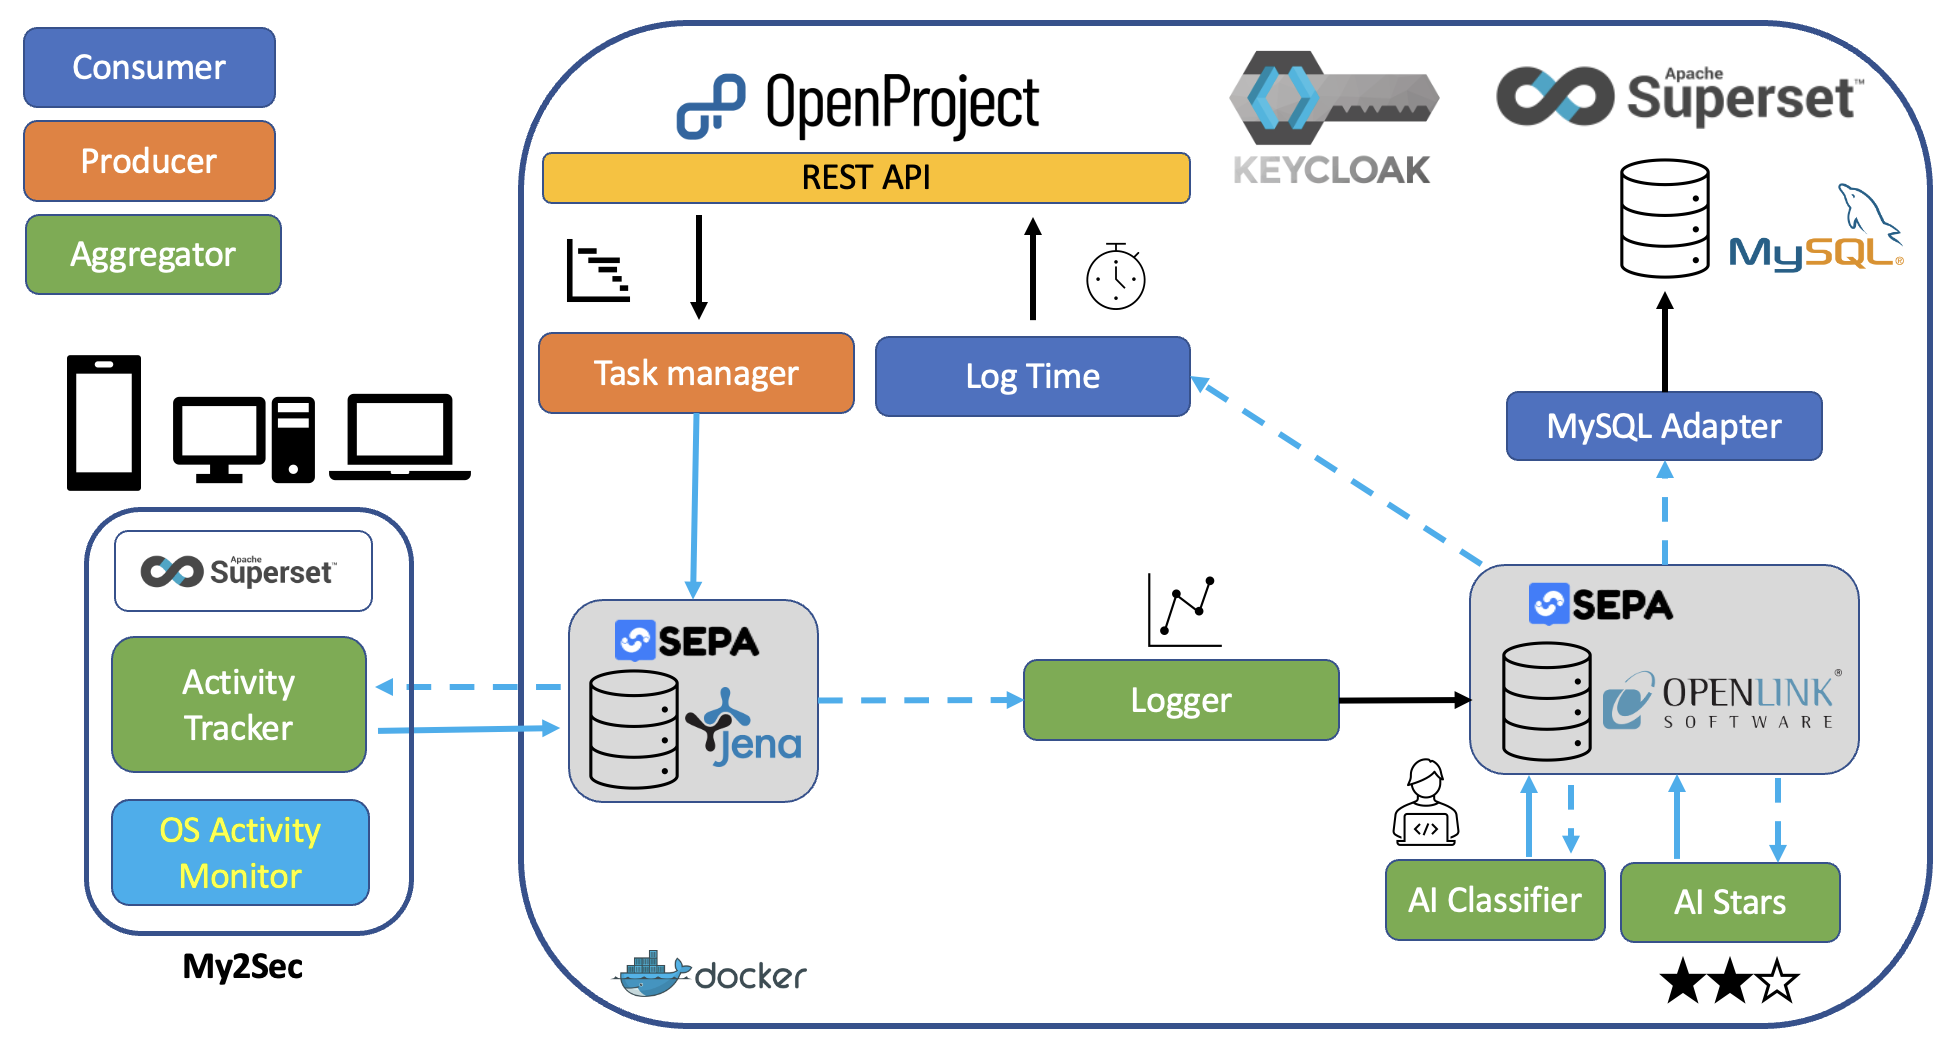 Consumer
Producer
Aggregator
OpenProject
REST API
KEYCLOAK
Apache
Superset™
MySQL®
Task manager
Log Time
MySQL Adapter
Apache
Superset™
Activity
Tracker
OS Activity
Monitor
My2Sec
SEPA
Jena
Logger
SEPA
OPENLINK®
SOFTWARE
</>
AI Classifier
AI Stars
docker